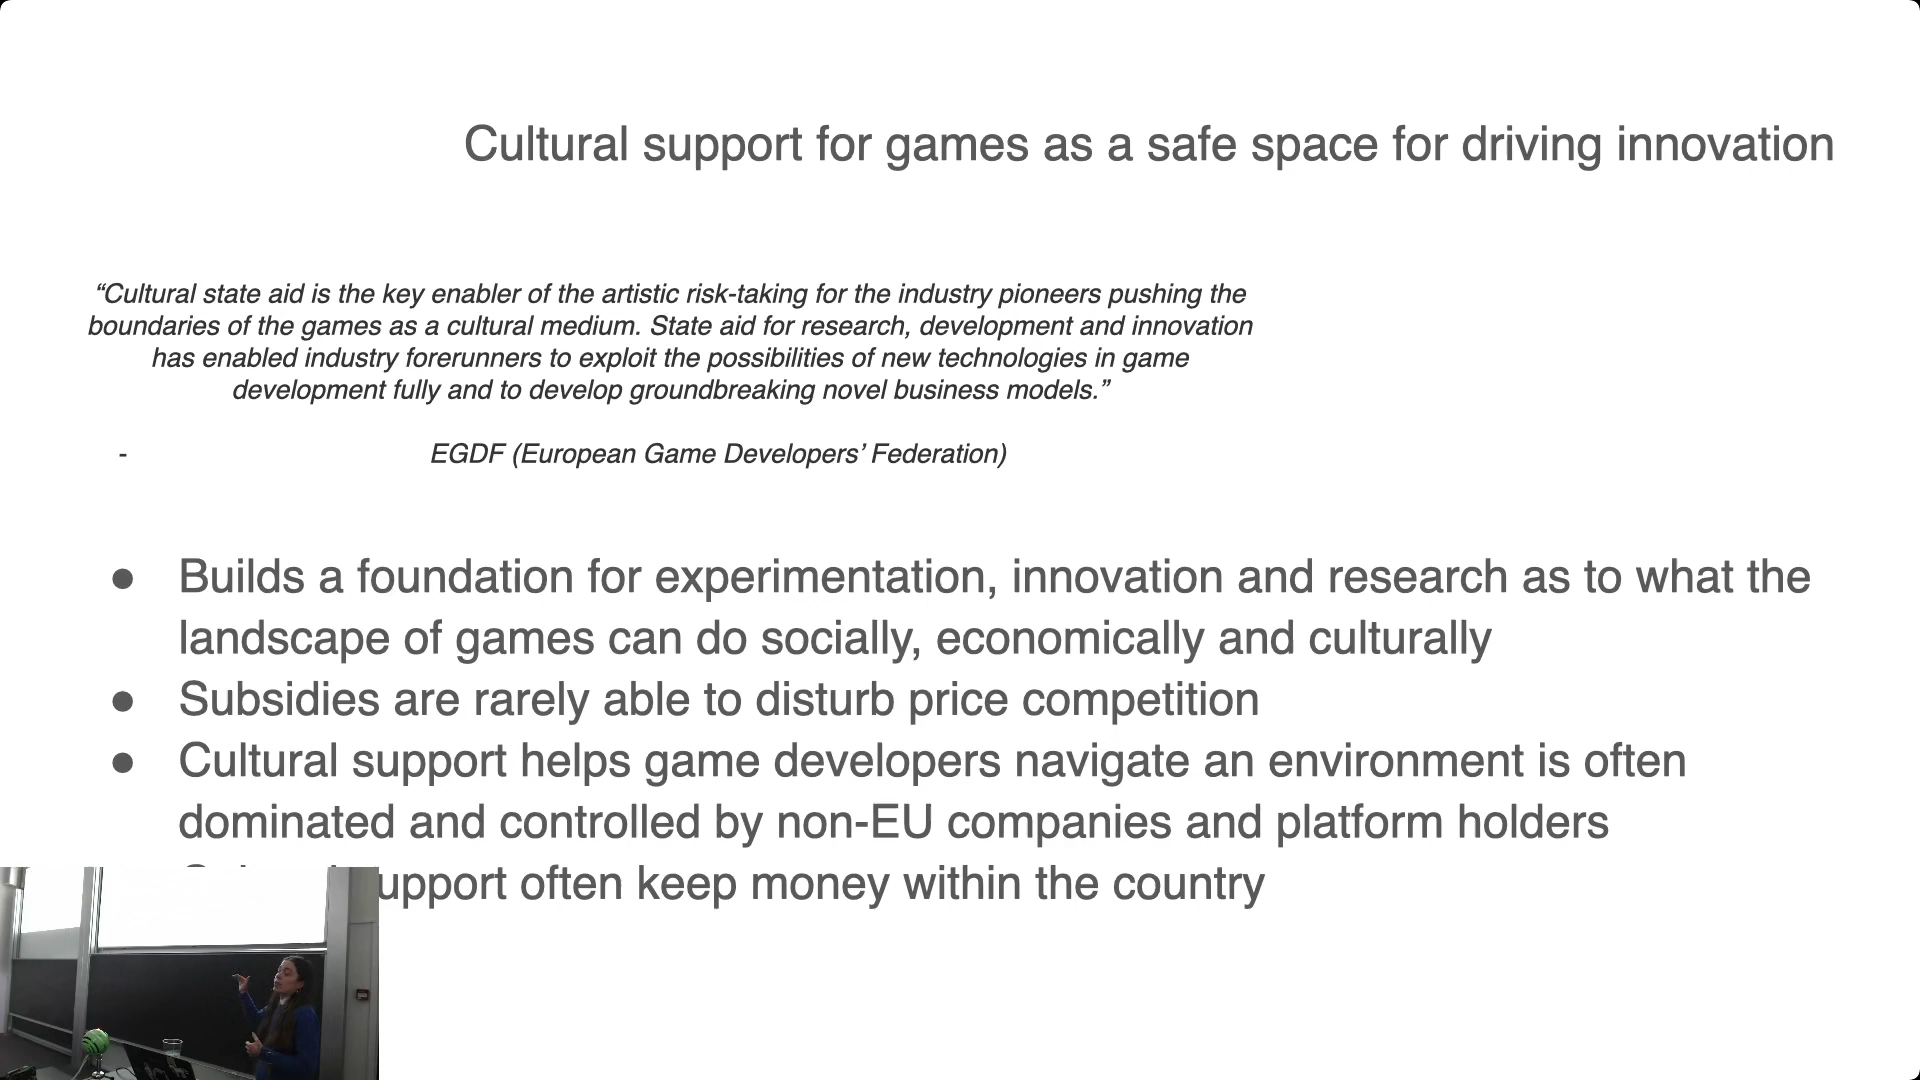 Cultural support for games as a safe space for driving innovation
“Cultural state aid is the key enabler of the artistic risk-taking for the industry pioneers pushing the
boundaries of the games as a cultural medium. State aid for research, development and innovation
has enabled industry forerunners to exploit the possibilities of new technologies in game
development fully and to develop groundbreaking novel business models.”
- EGDF (European Game Developers’ Federation)
● Builds a foundation for experimentation, innovation and research as to what the
landscape of games can do socially, economically and culturally
● Subsidies are rarely able to disturb price competition
● Cultural support helps game developers navigate an environment is often
dominated and controlled by non-EU companies and platform holders
upport often keep money within the country